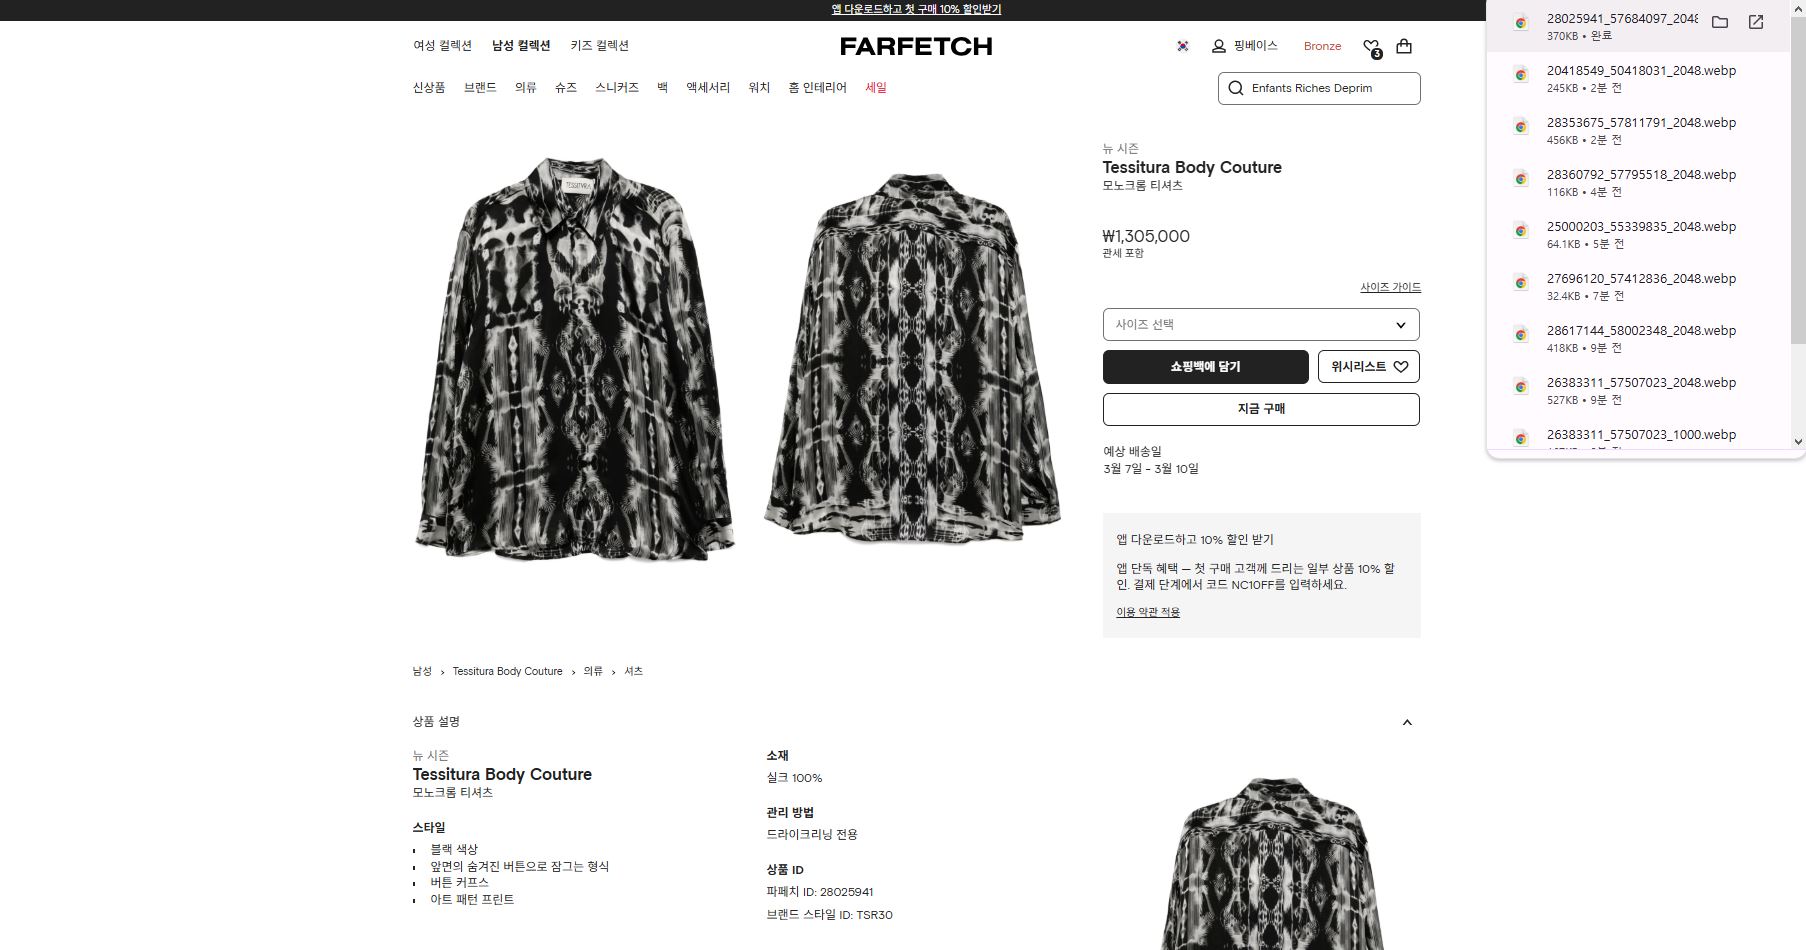 앱 다운로드하고 첫 구매 10% 할인받기
여성 컬렉션 남성 컬렉션 키즈 컬렉션
FARFETCH
핑베이스 Bronze 3
신상품 브랜드 의류 슈즈 스니커즈 백 액세서리 워치 홈 인테리어 세일
Enfants Riches Deprim
TESSITVRA
뉴 시즌
Tessitura Body Couture
모노크롬 티셔츠
₩1,305,000
관세 포함
사이즈 가이드
사이즈 선택
쇼핑백에 담기
위시리스트
지금 구매
예상 배송일
3월 7일 - 3월 10일
앱 다운로드하고 10% 할인 받기
앱 단독 혜택 — 첫 구매 고객께 드리는 일부 상품 10% 할
인. 결제 단계에서 코드 NC10FF를 입력하세요.
이용 약관 적용
남성 › Tessitura Body Couture › 의류 › 셔츠
상품 설명
뉴 시즌
Tessitura Body Couture
모노크롬 티셔츠
스타일
블랙 색상
앞면의 숨겨진 버튼으로 잠그는 형식
버튼 커프스
아트 패턴 프린트
소재
실크 100%
관리 방법
드라이크리닝 전용
상품 ID
파페치 ID: 28025941
브랜드 스타일 ID: TSR30
28025941_57684097_2048
370KB • 완료
20418549_50418031_2048.webp
245KB • 2분 전
28353675_57811791_2048.webp
456KB • 2분 전
28360792_57795518_2048.webp
116KB • 4분 전
25000203_55339835_2048.webp
64.1KB • 5분 전
27696120_57412836_2048.webp
32.4KB • 7분 전
28617144_58002348_2048.webp
418KB • 9분 전
26383311_57507023_2048.webp
527KB • 9분 전
26383311_57507023_1000.webp